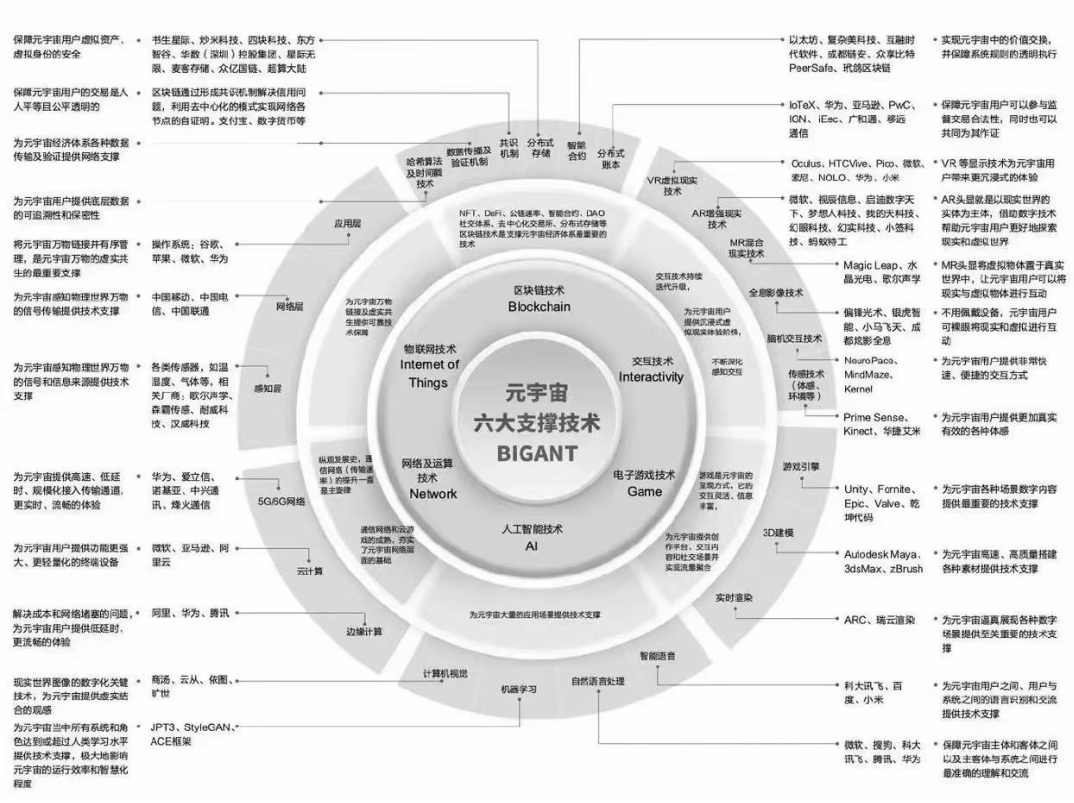 元宇宙
六大支撑技术
BIGANT
区块链技术
Blockchain
NFT、DeFi、公链速率、智能合约、DAO
社交体系、去中心化交易所、分布式存储等
区块链技术是支撑元宇宙经济体系最重要的
技术
哈希算法
及时间戳
技术
数据传播及
验证机制
共识
机制
分布式
存储
智能
合约
分布式
账本
保障元宇宙用户虚拟资产、
虚拟身份的安全
书生星际、炒米科技、四块科技、东方
智谷、华数（深圳）控股集团、星际无
限、麦客存储、众亿国链、超算大陆
保障元宇宙用户的交易是人
人平等且公平透明的
区块链通过形成共识机制解决信用问
题，利用去中心化的模式实现网络各
节点的自证明。支付宝、数字货币等
为元宇宙经济体系各种数据
传输及验证提供网络支撑
为元宇宙用户提供底层数据
的可追溯性和保密性
以太坊、复杂美科技、互融时
代软件、成都链安、众享比特
PeerSafe、玳鸽区块链
实现元宇宙中的价值交换，
并保障系统规则的透明执行
IoTeX、华为、亚马逊、PwC、
IGN、iEec、广和通、移远
通信
保障元宇宙用户可以参与监
督交易合法性，同时也可以
共同为其作证
交互技术
Interactivity
交互技术持续
迭代升级，
为元宇宙用户
提供沉浸式虚
拟现实体验阶梯，
不断深化
感知交互
VR虚拟现实
技术
Oculus、HTCVive、Pico、微软、
索尼、NOLO、华为、小米
VR 等显示技术为元宇宙用
户带来更沉浸式的体验
AR增强现实
技术
微软、视辰信息、启迪数字天
下、梦想人科技、我的天科技、
幻眼科技、幻实科技、小签科
技、蚂蚁特工
AR头显就是以现实世界的
实体为主体，借助数字技术
帮助元宇宙用户更好地探索
现实和虚拟世界
MR混合
现实技术
Magic Leap、水
晶光电、歌尔声学
MR头显将虚拟物体置于真实
世界中，让元宇宙用户可以将
现实与虚拟物体进行互动
全息影像技术
偏锋光术、银虎智
能、小马飞天、成
都炫影全息
不用佩戴设备，元宇宙用户
可裸眼将现实和虚拟进行互
动
脑机交互技术
NeuroPace、
MindMaze、
Kernel
为元宇宙用户提供非常快
速、便捷的交互方式
传感技术
（体感、
环境等）
Prime Sense、
Kinect、华捷艾米
为元宇宙用户提供更加真实
有效的各种体感
电子游戏技术
Game
游戏是元宇宙的
呈现方式，它的
交互灵活、信息
丰富，
为元宇宙提供创
作平台、交互内
容和社交场景并
实现流量聚合
游戏引擎
Unity、Fornite、
Epic、Valve、乾
坤代码
为元宇宙各种场景数字内容
提供最重要的技术支撑
3D建模
Autodesk Maya、
3dsMax、zBrush
为元宇宙高速、高质量搭建
各种素材提供技术支撑
实时渲染
ARC、瑞云渲染
为元宇宙逼真展现各种数字
场景提供至关重要的技术支
撑
人工智能技术
AI
为元宇宙大量的应用场景提供技术支撑
智能语音
科大讯飞、百
度、小米
为元宇宙用户之间、用户与
系统之间的语言识别和交流
提供技术支撑
自然语言处理
微软、搜狗、科大
讯飞、腾讯、华为
保障元宇宙主体和客体之间
以及主客体与系统之间进行
最准确的理解和交流
机器学习
JPT3、StyleGAN、
ACE框架
为元宇宙当中所有系统和角
色达到或超过人类学习水平
提供技术支撑，极大地影响
元宇宙的运行效率和智慧化
程度
计算机视觉
商汤、云从、依图、
旷世
现实世界图像的数字化关键
技术，为元宇宙提供虚实结
合的观感
网络及运算
技术
Network
纵观发展史，通
信网络（传输速
率）的提升一直
是主旋律
通信网络和云游
戏的成熟，夯实
了元宇宙网络层
面的基础
5G/6G网络
华为、爱立信、
诺基亚、中兴通
讯、烽火通信
为元宇宙提供高速、低延
时、规模化接入传输通道，
更实时、流畅的体验
云计算
微软、亚马逊、阿
里云
为元宇宙用户提供功能更强
大、更轻量化的终端设备
边缘计算
阿里、华为、腾讯
解决成本和网络堵塞的问题，
为元宇宙用户提供低延时、
更流畅的体验
物联网技术
Internet of
Things
为元宇宙万物
链接及虚实共
生提供可靠技
术保障
应用层
操作系统：谷歌、
苹果、微软、华为
将元宇宙万物链接并有序管
理，是元宇宙万物的虚实共
生的最重要支撑
网络层
中国移动、中国电
信、中国联通
为元宇宙感知物理世界万物
的信号传输提供技术支撑
感知层
各类传感器，如温
湿度、气体等，相
关厂商：歌尔声学、
森霸传感、耐威科
技、汉威科技
为元宇宙感知物理世界万物
的信号和信息来源提供技术
支撑